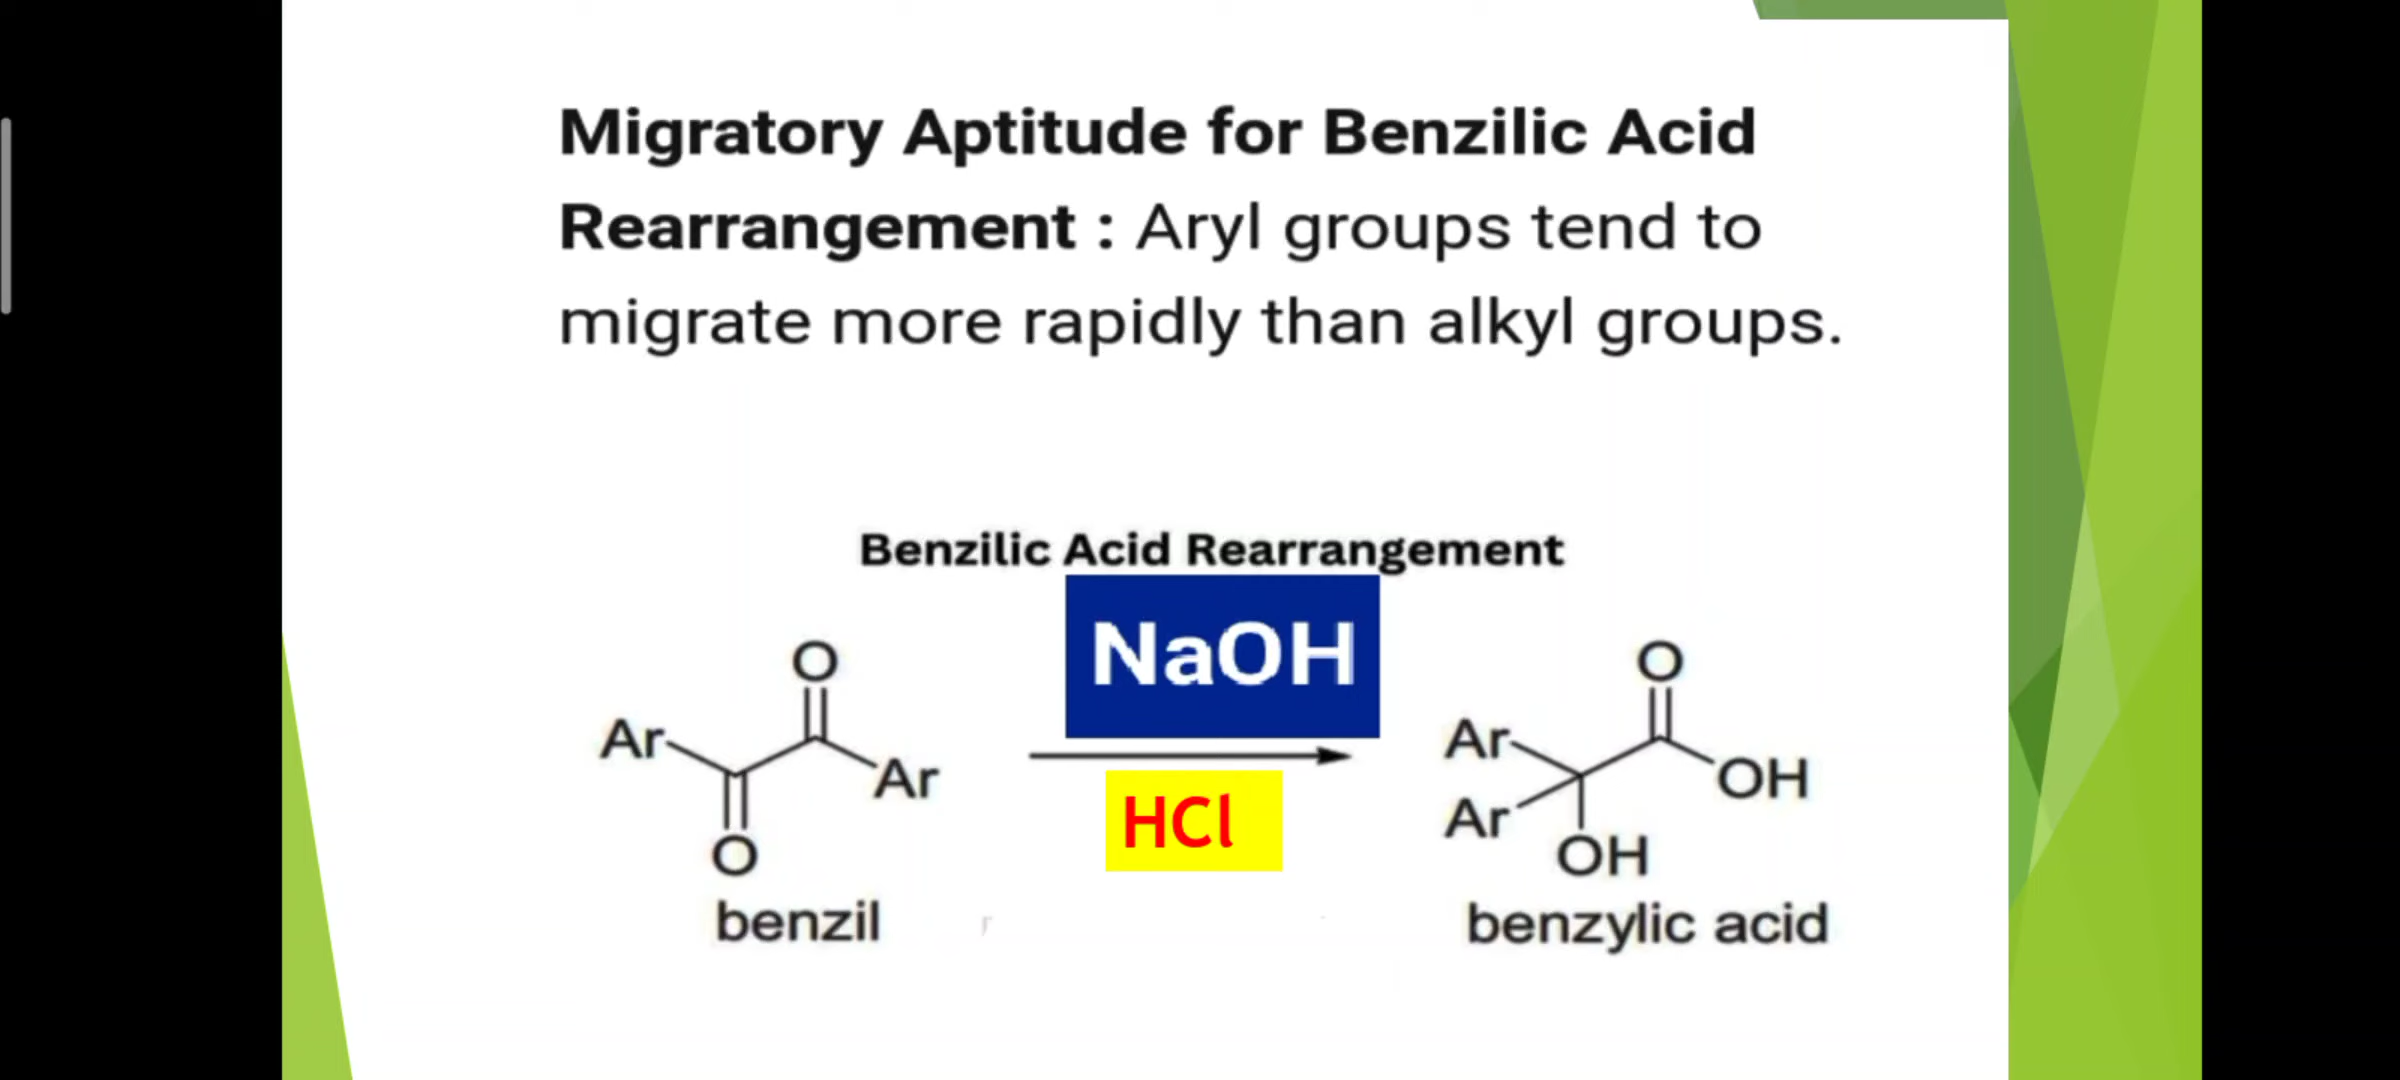 Migratory Aptitude for Benzilic Acid
Rearrangement : Aryl groups tend to
migrate more rapidly than alkyl groups.
Benzilic Acid Rearrangement
NaOH
O
O
Ar
Ar
Ar
OH
HCl
Ar
O
OH
benzil
benzylic acid